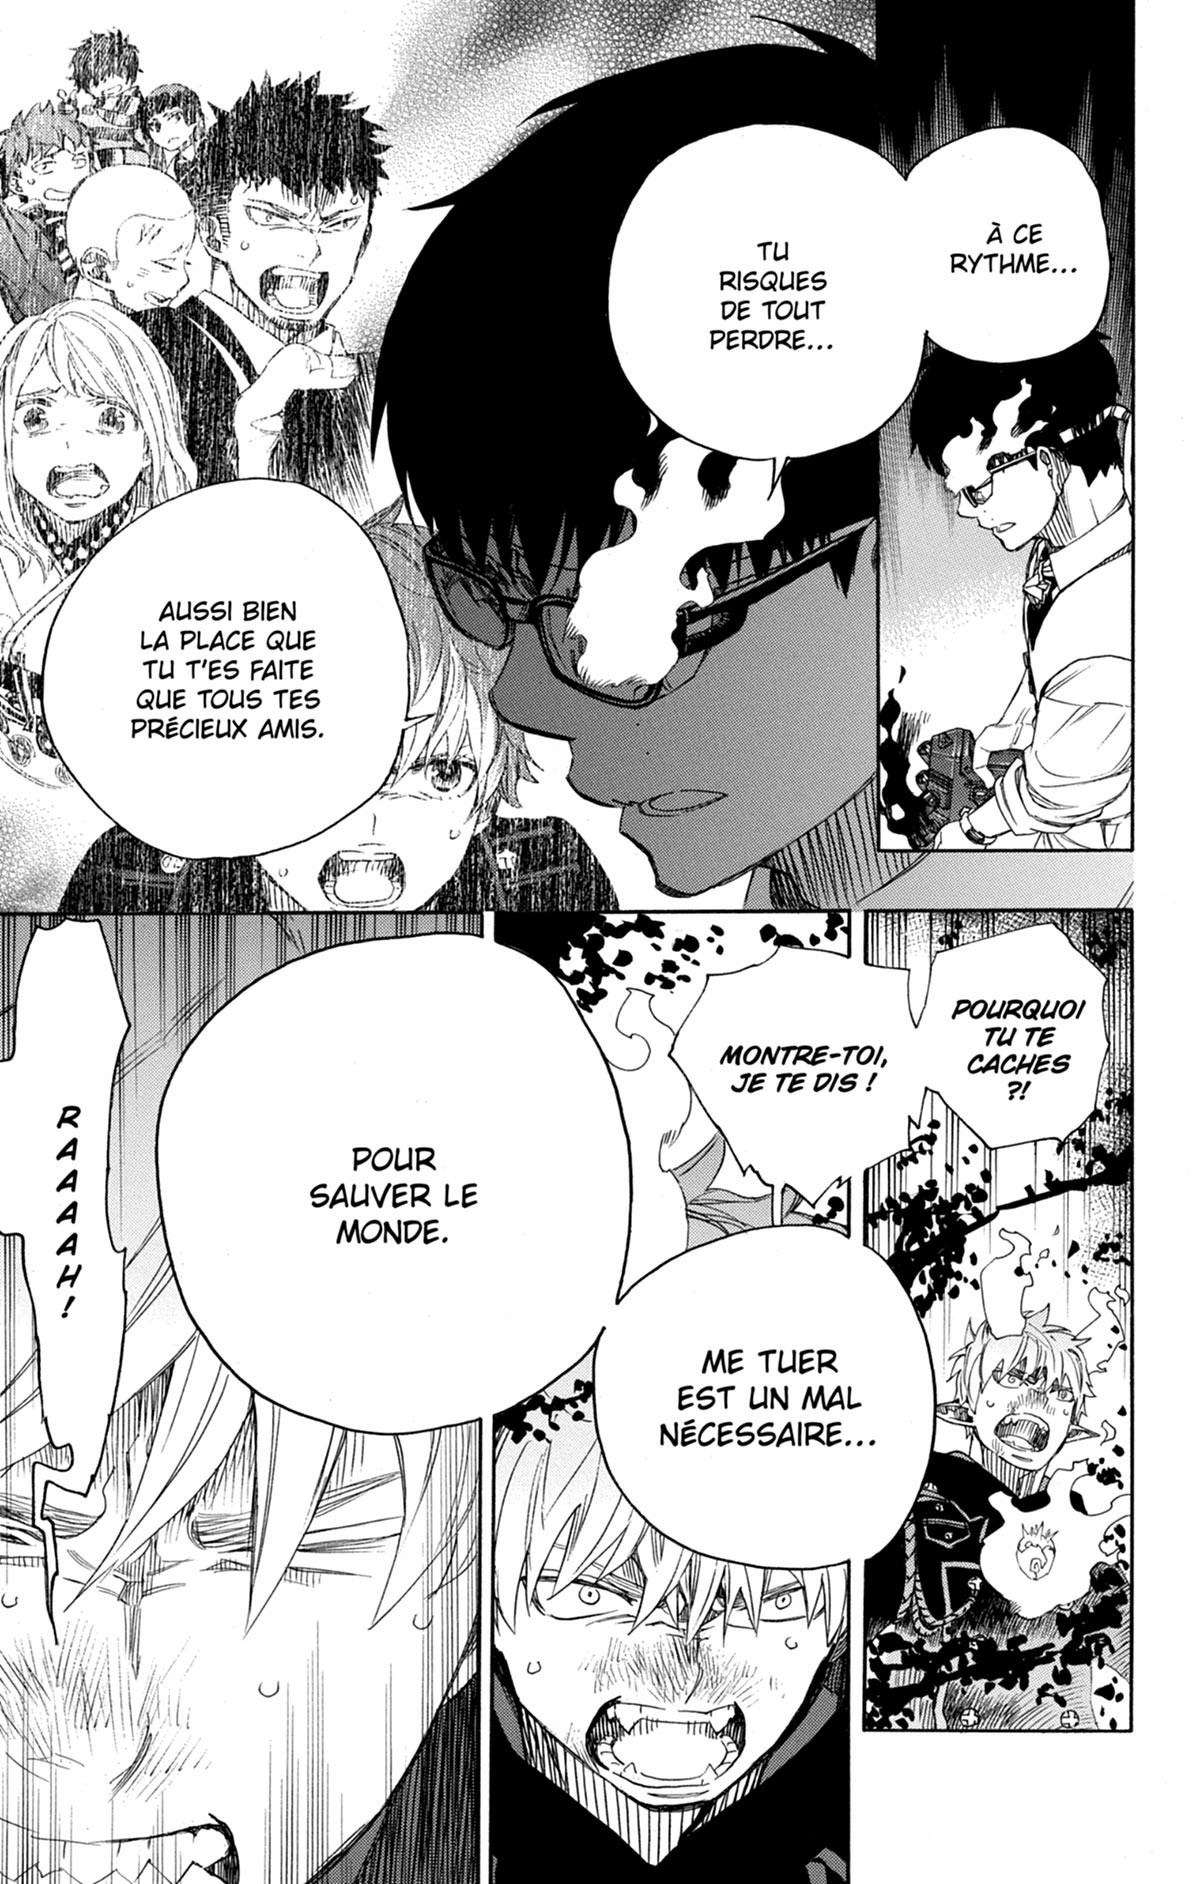 À CE
RYTHME...
TU
RISQUES
DE TOUT
PERDRE...
AUSSI BIEN
LA PLACE QUE
TU T'ES FAITE
QUE TOUS TES
PRÉCIEUX AMIS.
POURQUOI
TU TE
CACHES
?!
MONTRE-TOI,
JE TE DIS !
ME TUER
EST UN MAL
NÉCESSAIRE...
POUR
SAUVER LE
MONDE.
RAAAAH !